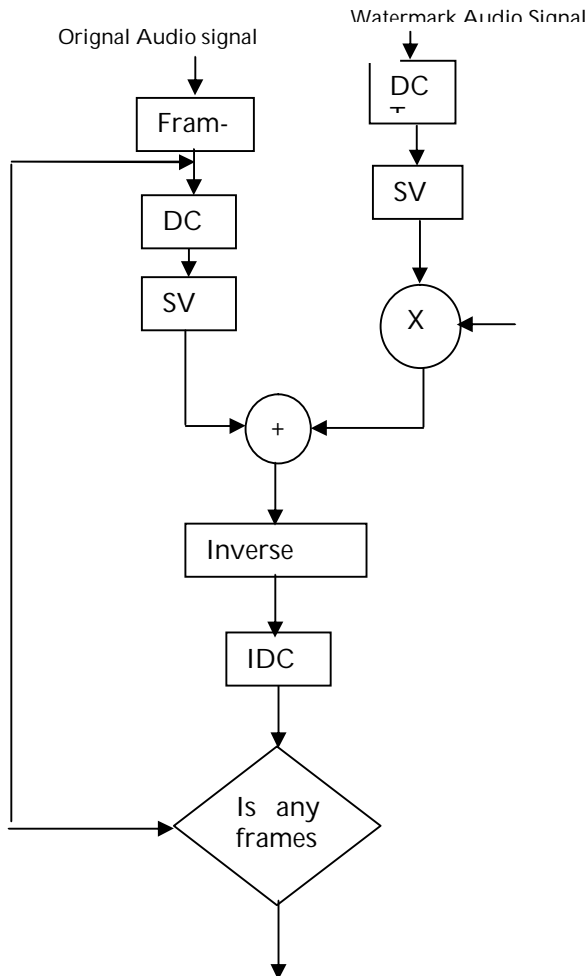 Orignal Audio signal
Watermark Audio Signal
Fram-
DC
SV
DC
T
SV
X
+
Inverse
IDC
Is any
frames